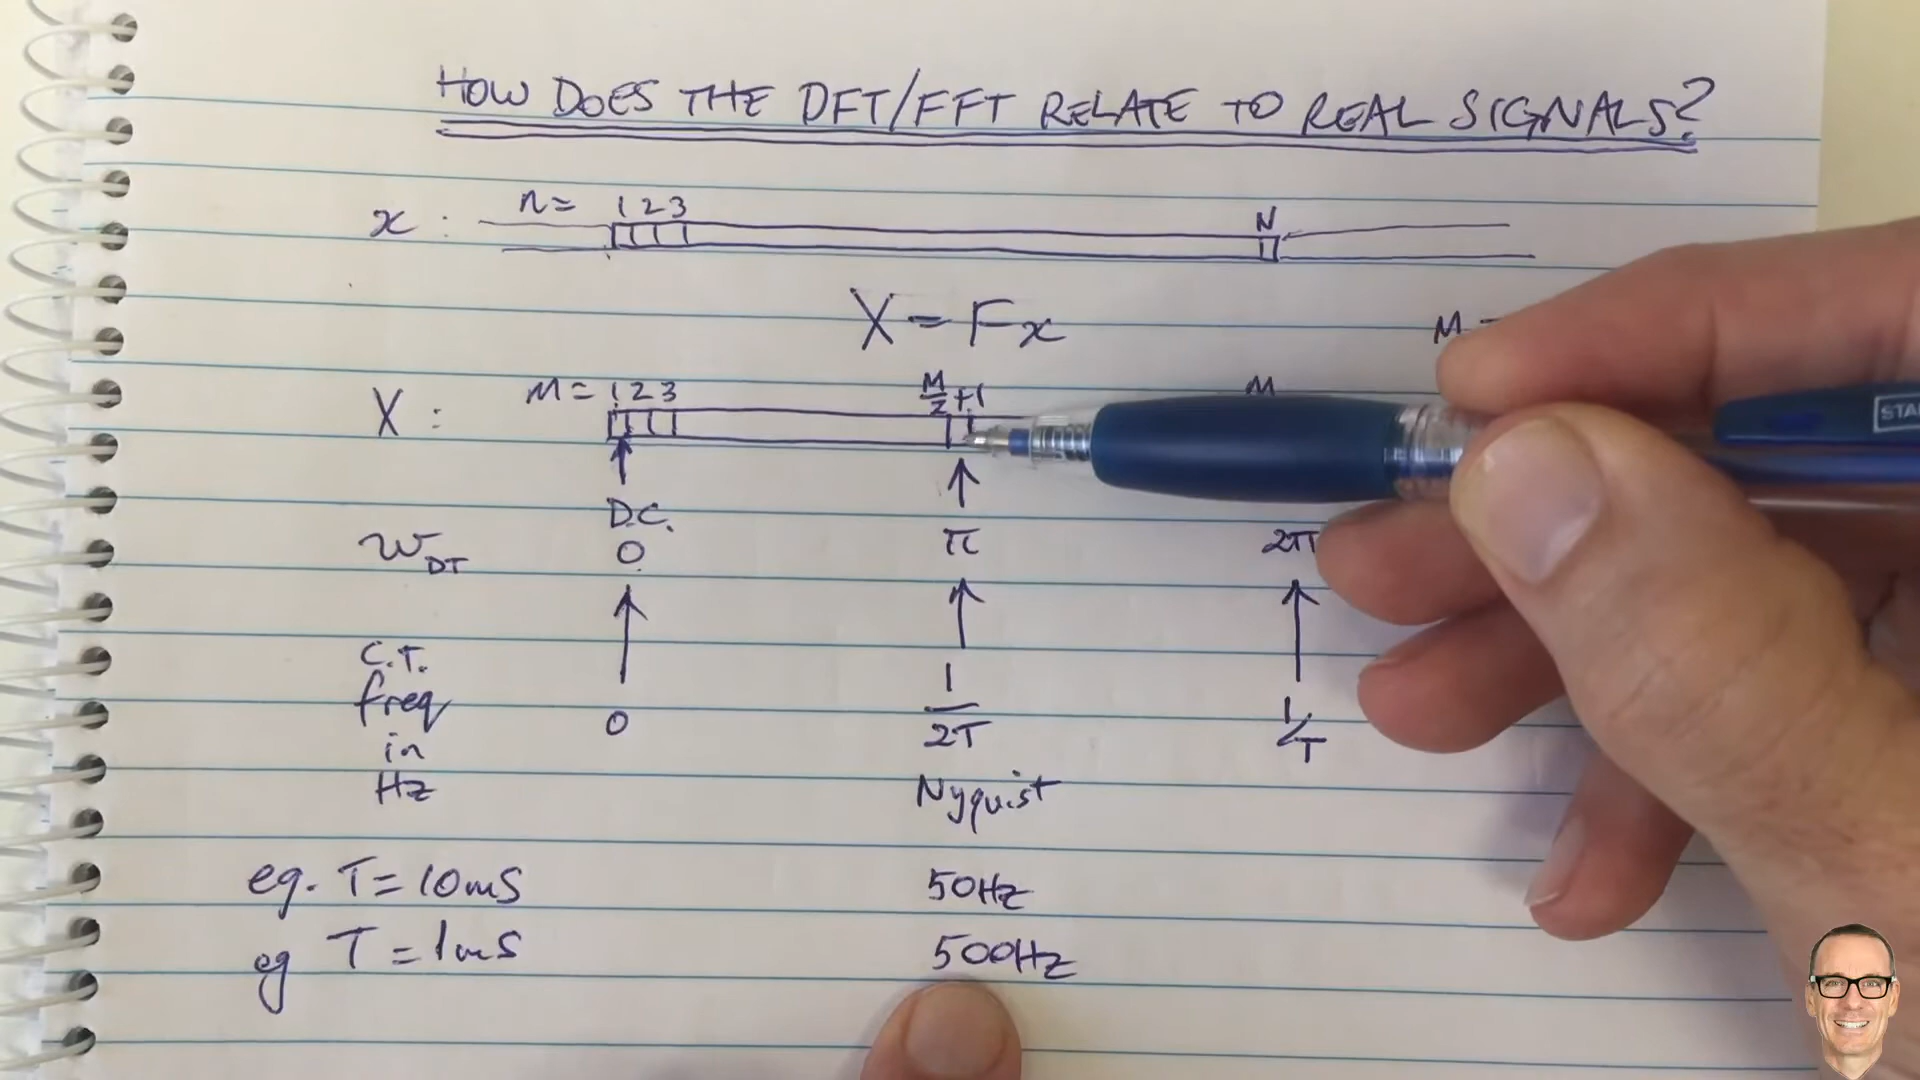 HOW DOES THE DFT/FFT RELATE TO REAL SIGNALS?
n = 1 2 3 N
x :
X = Fx
M =
M = 1 2 3 M/2 +1 M
X :
D.C.
ω_DT 0 π 2π
C.T.
freq 0 1/2T 1/T
in
Hz Nyquist
eg. T = 10mS 50Hz
eg T = 1mS 500Hz
STA